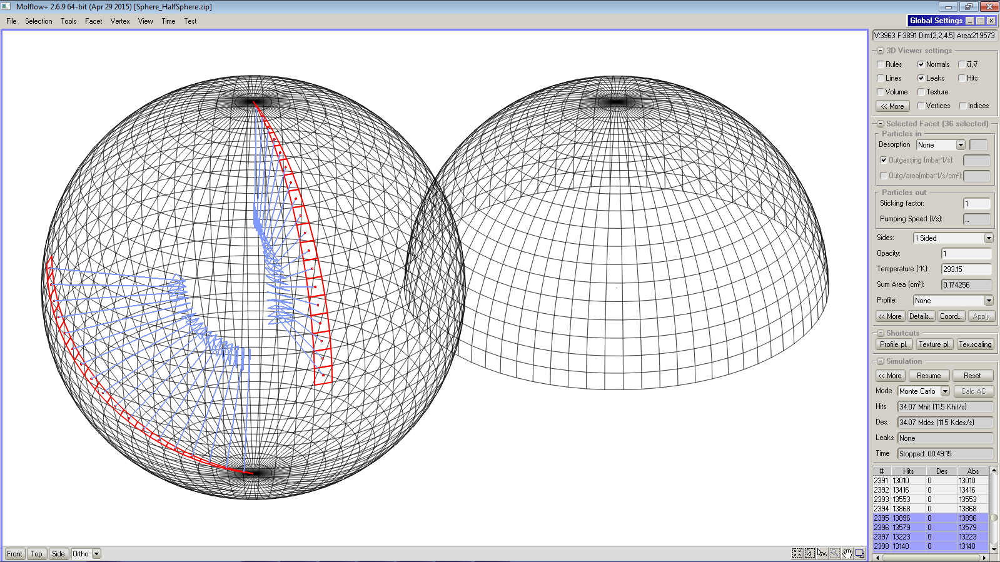 Molflow+ 2.6.9 64-bit (Apr 29 2015) [Sphere_HalfSphere.zip]
File Selection Tools Facet Vertex View Time Test
Global Settings
V:3963 F:3891 Dim:(2,2,4.5) Area:21.9573
3D Viewer settings
Rules Normals u,v
Lines Leaks Hits
Volume Texture
<< More Vertices Indices
Selected Facet (36 selected)
Particles in
Desorption None
Outgassing (mbar*l/s):
Outg/area(mbar*l/s/cm²):
Particles out
Sticking factor: 1
Pumping Speed (l/s): ...
Sides: 1 Sided
Opacity: 1
Temperature (°K): 293.15
Sum Area (cm²): 0.174256
Profile: None
<< More Details... Coord... Apply
Shortcuts
Profile pl. Texture pl. Tex.scaling
Simulation
<< More Resume Reset
Mode Monte Carlo Calc AC
Hits 34.07 Mhit (11.5 Khit/s)
Des. 34.07 Mdes (11.5 Kdes/s)
Leaks None
Time Stopped: 00:49:15
# Hits Des Abs
2391 13010 0 13010
2392 13416 0 13416
2393 13553 0 13553
2394 13868 0 13868
2395 13896 0 13896
2396 13579 0 13579
2397 13223 0 13223
2398 13140 0 13140
Front Top Side Ortho.